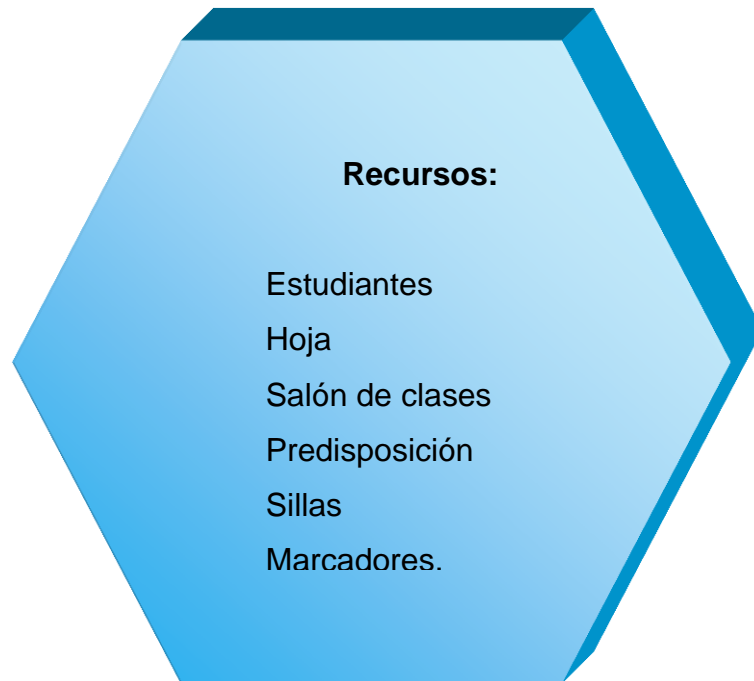 Recursos:
Estudiantes
Hoja
Salón de clases
Predisposición
Sillas
Marcadores.